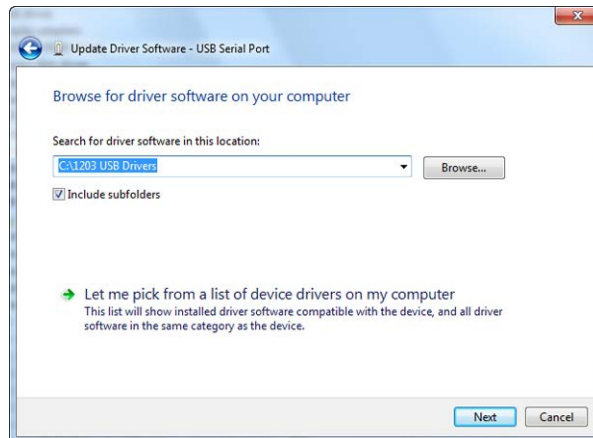 Update Driver Software - USB Serial Port
Browse for driver software on your computer
Search for driver software in this location:
C:\1203 USB Drivers
Browse...
Include subfolders
Let me pick from a list of device drivers on my computer
This list will show installed driver software compatible with the device, and all driver
software in the same category as the device.
Next
Cancel